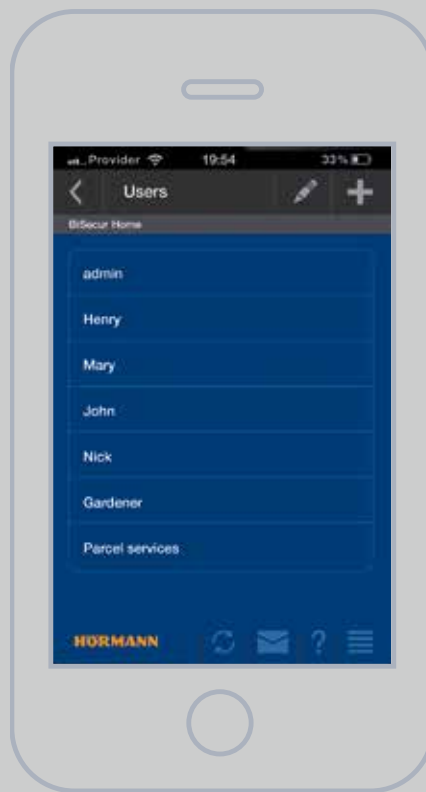 Provider 19:54 33%
Users
BiSecur Home
admin
Henry
Mary
John
Nick
Gardener
Parcel services
HÖRMANN
?